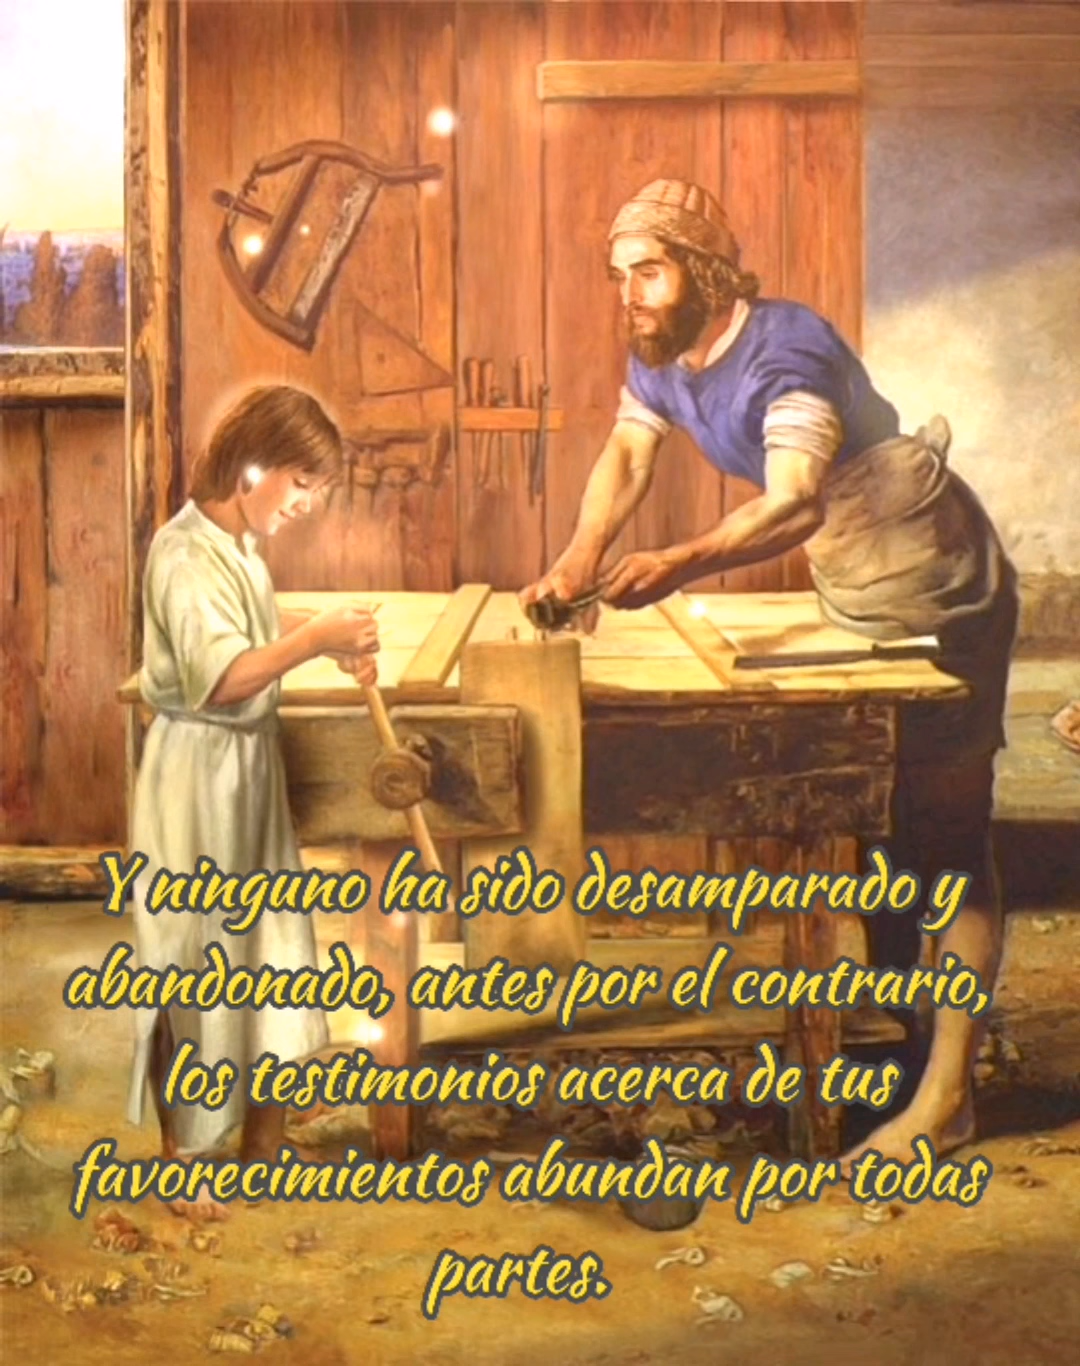 Y ninguno ha sido desamparado y
abandonado, antes por el contrario,
los testimonios acerca de tus
favorecimientos abundan por todas
partes.